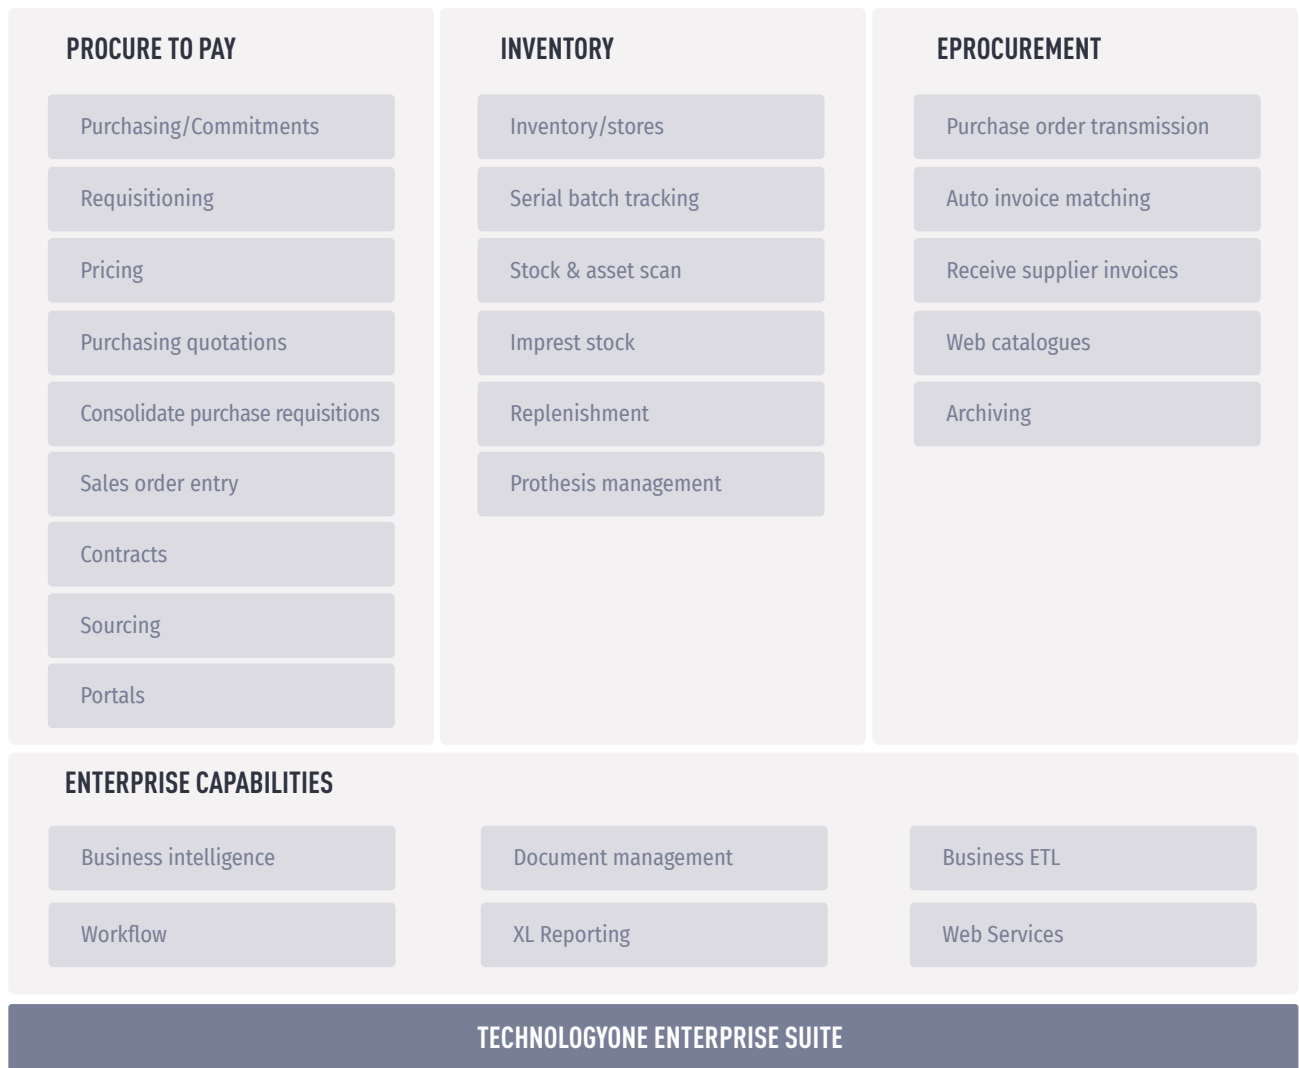 PROCURE TO PAY
Purchasing/Commitments
Requisitioning
Pricing
Purchasing quotations
Consolidate purchase requisitions
Sales order entry
Contracts
Sourcing
Portals
INVENTORY
Inventory/stores
Serial batch tracking
Stock & asset scan
Imprest stock
Replenishment
Prothesis management
EPROCUREMENT
Purchase order transmission
Auto invoice matching
Receive supplier invoices
Web catalogues
Archiving
ENTERPRISE CAPABILITIES
Business intelligence
Document management
Business ETL
Workflow
XL Reporting
Web Services
TECHNOLOGYONE ENTERPRISE SUITE